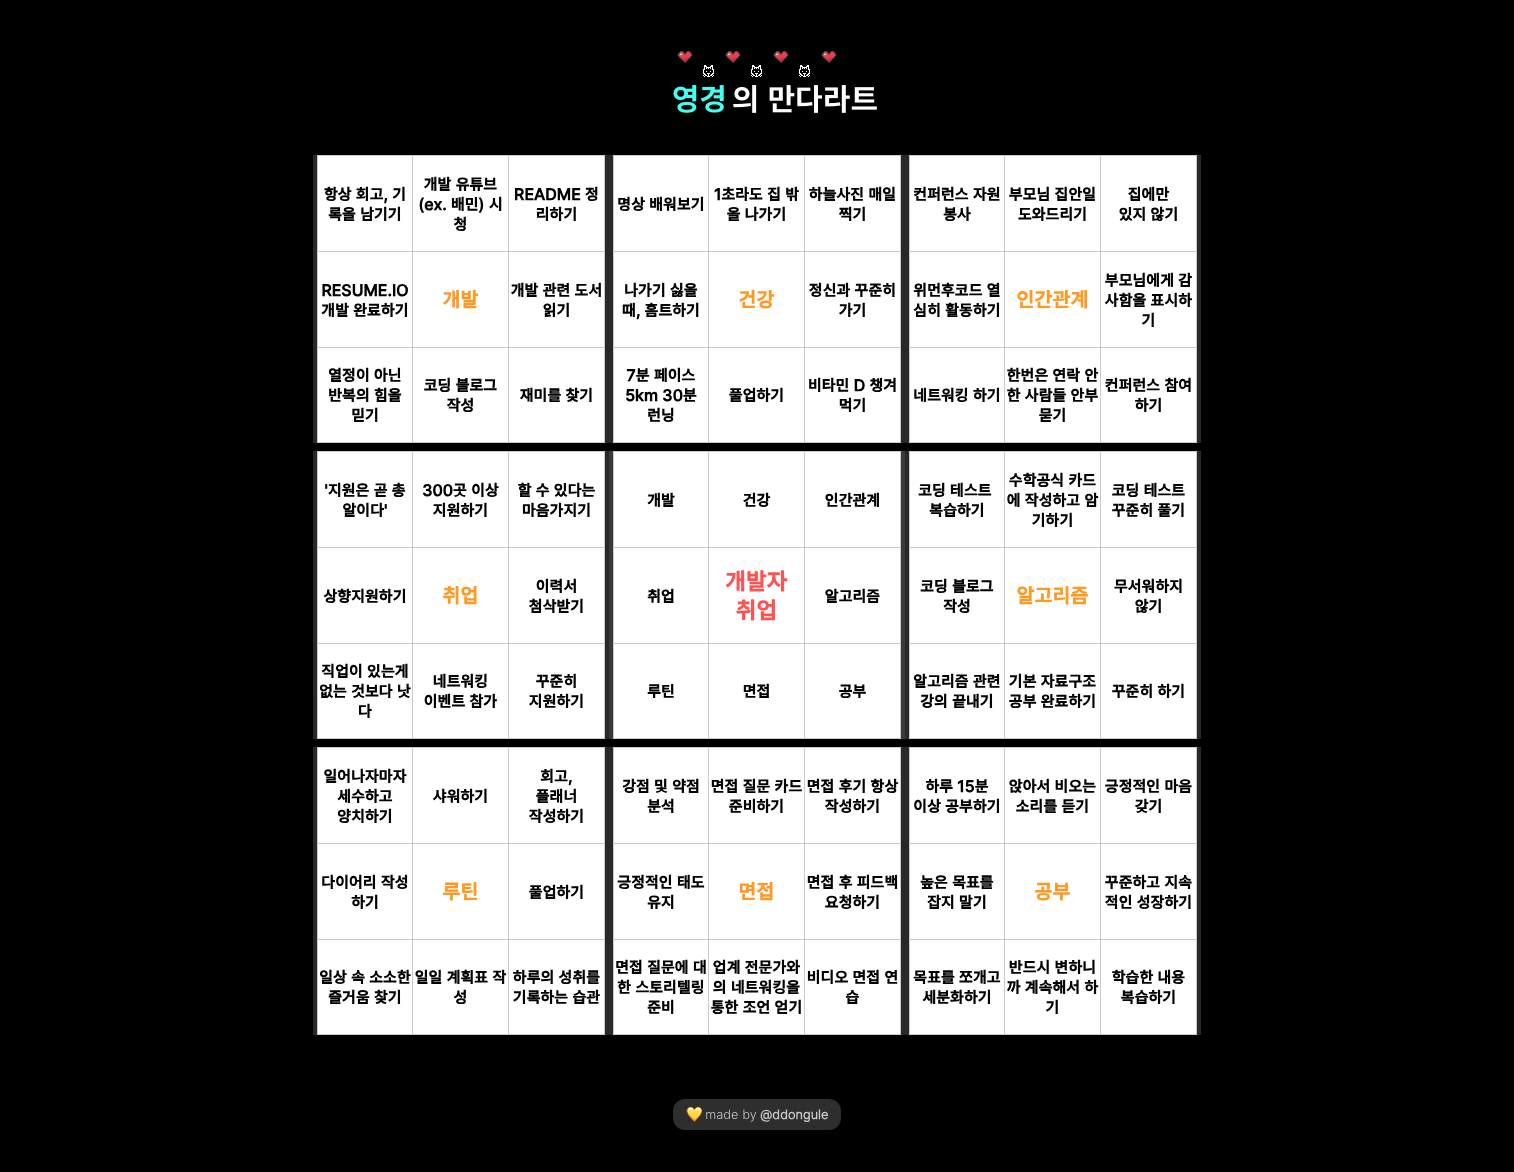 영경의 만다라트
항상 회고, 기
록을 남기기
개발 유튜브
(ex. 배민) 시
청
README 정
리하기
RESUME.IO
개발 완료하기
개발
개발 관련 도서
읽기
열정이 아닌
반복의 힘을
믿기
코딩 블로그
작성
재미를 찾기
명상 배워보기
1초라도 집 밖
을 나가기
하늘사진 매일
찍기
나가기 싫을
때, 홈트하기
건강
정신과 꾸준히
가기
7분 페이스
5km 30분
런닝
풀업하기
비타민 D 챙겨
먹기
컨퍼런스 자원
봉사
부모님 집안일
도와드리기
집에만
있지 않기
위먼후코드 열
심히 활동하기
인간관계
부모님에게 감
사함을 표시하
기
네트워킹 하기
한번은 연락 안
한 사람들 안부
묻기
컨퍼런스 참여
하기
'지원은 곧 총
알이다'
300곳 이상
지원하기
할 수 있다는
마음가지기
상향지원하기
취업
이력서
첨삭받기
직업이 있는게
없는 것보다 낫
다
네트워킹
이벤트 참가
꾸준히
지원하기
개발
건강
인간관계
취업
개발자
취업
알고리즘
루틴
면접
공부
코딩 테스트
복습하기
수학공식 카드
에 작성하고 암
기하기
코딩 테스트
꾸준히 풀기
코딩 블로그
작성
알고리즘
무서워하지
않기
알고리즘 관련
강의 끝내기
기본 자료구조
공부 완료하기
꾸준히 하기
일어나자마자
세수하고
양치하기
샤워하기
회고,
플래너
작성하기
다이어리 작성
하기
루틴
풀업하기
일상 속 소소한
즐거움 찾기
일일 계획표 작
성
하루의 성취를
기록하는 습관
강점 및 약점
분석
면접 질문 카드
준비하기
면접 후기 항상
작성하기
긍정적인 태도
유지
면접
면접 후 피드백
요청하기
면접 질문에 대
한 스토리텔링
준비
업계 전문가와
의 네트워킹을
통한 조언 얻기
비디오 면접 연
습
하루 15분
이상 공부하기
앉아서 비오는
소리를 듣기
긍정적인 마음
갖기
높은 목표를
잡지 말기
공부
꾸준하고 지속
적인 성장하기
목표를 쪼개고
세분화하기
반드시 변하니
까 계속해서 하
기
학습한 내용
복습하기
made by @ddongule